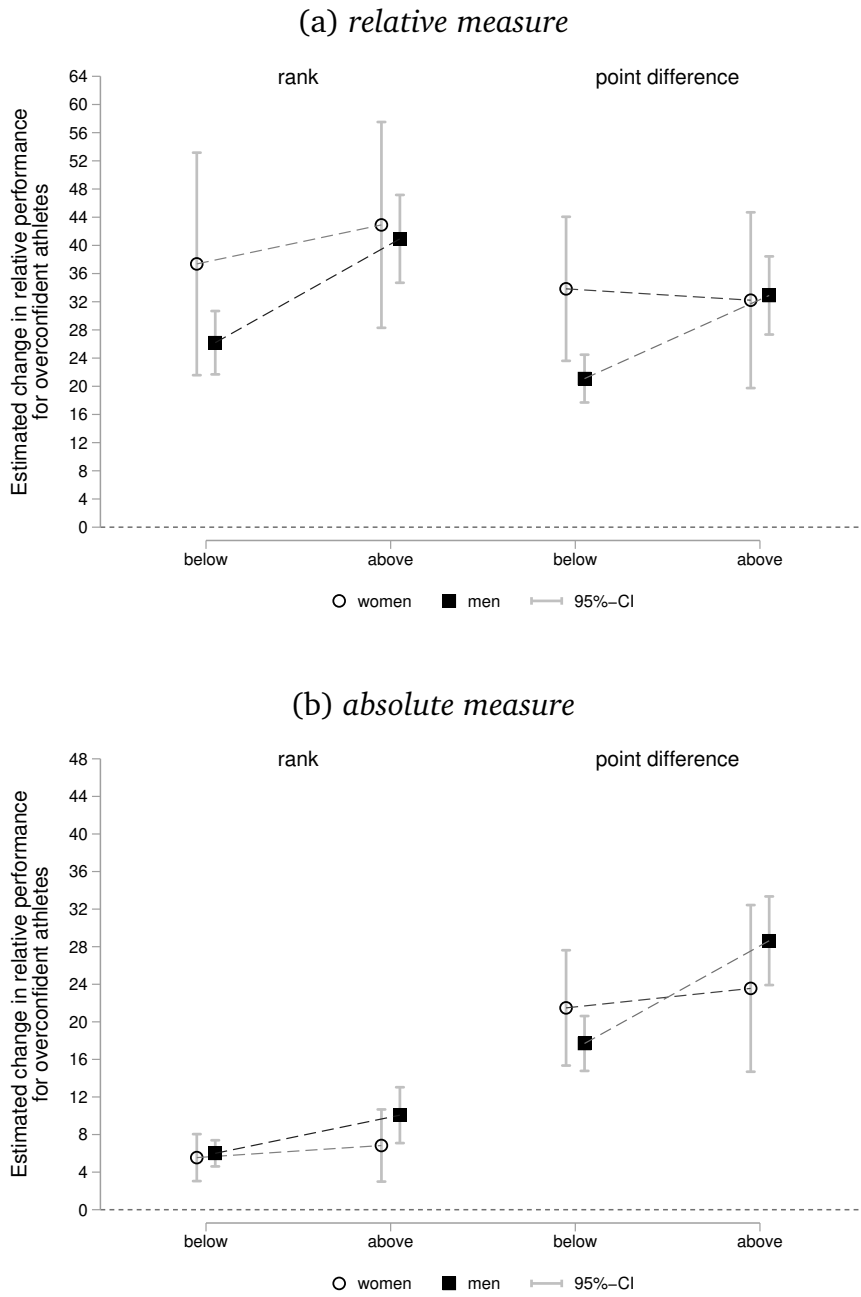 (a) relative measure
rank
point difference
Estimated change in relative performance
for overconfident athletes
64
60
56
52
48
44
40
36
32
28
24
20
16
12
8
4
0
below
above
below
above
women
men
95%−CI
(b) absolute measure
rank
point difference
Estimated change in relative performance
for overconfident athletes
48
44
40
36
32
28
24
20
16
12
8
4
0
below
above
below
above
women
men
95%−CI